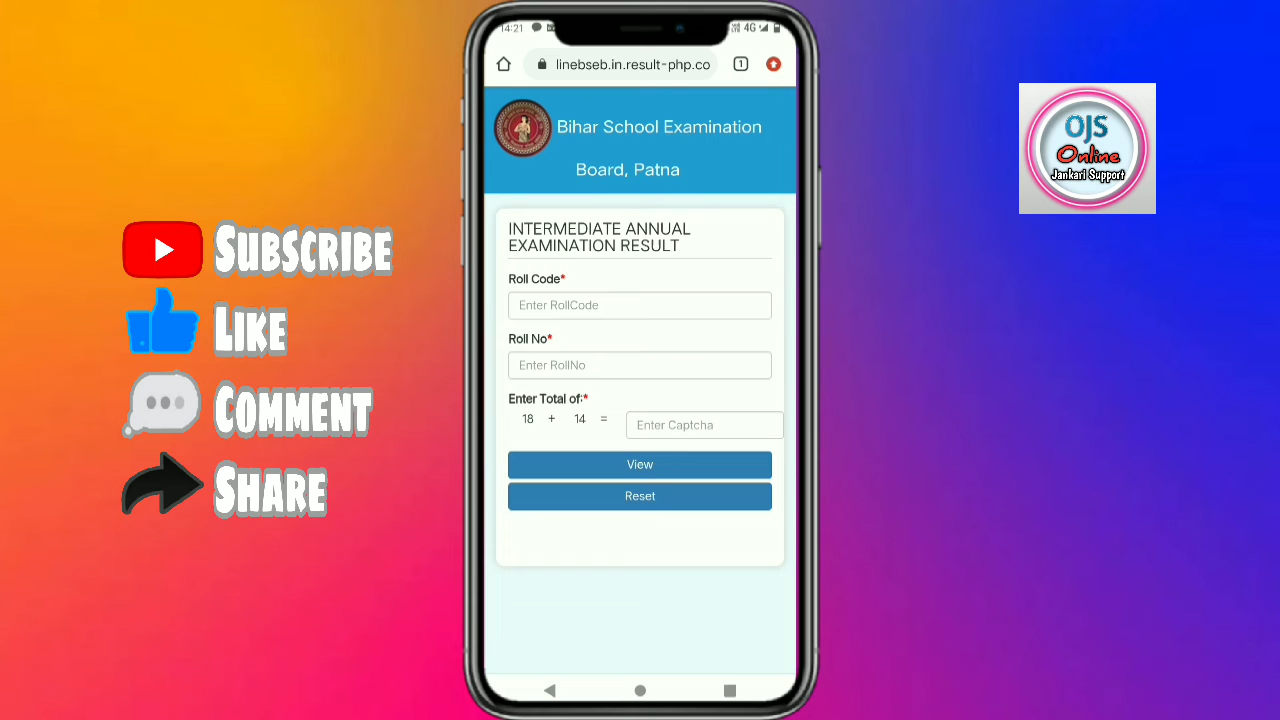 14:21
4G
linebseb.in.result-php.co
1
Bihar School Examination
Board, Patna
INTERMEDIATE ANNUAL
EXAMINATION RESULT
Roll Code*
Enter RollCode
Roll No*
Enter RollNo
Enter Total of:*
18 + 14 =
Enter Captcha
View
Reset
SUBSCRIBE
LIKE
COMMENT
SHARE
OJS
Online
Jankari Support